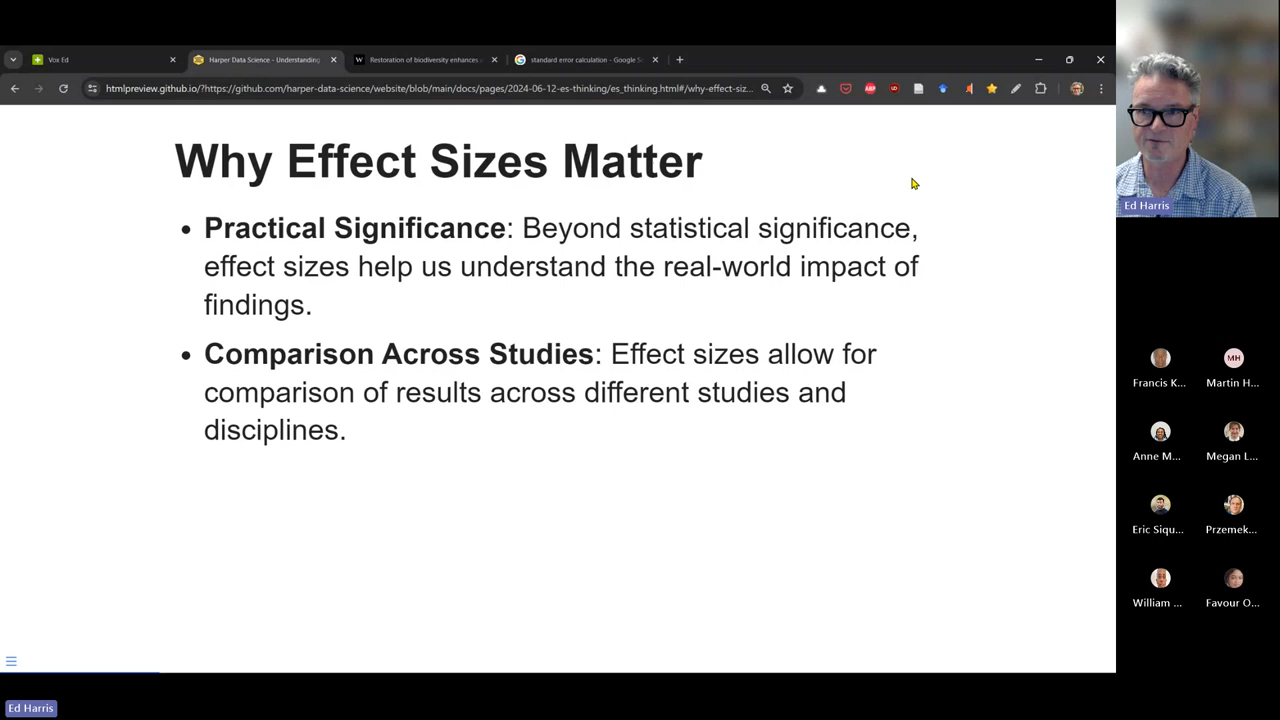 Vox Ed
Harper Data Science - Understanding
Restoration of biodiversity enhances
standard error calculation - Google S
htmlpreview.github.io/?https://github.com/harper-data-science/website/blob/main/docs/pages/2024-06-12-es-thinking/es_thinking.html#/why-effect-siz...
Why Effect Sizes Matter
• Practical Significance: Beyond statistical significance,
effect sizes help us understand the real-world impact of
findings.
• Comparison Across Studies: Effect sizes allow for
comparison of results across different studies and
disciplines.
Ed Harris
Francis K...
MH
Martin H...
Anne M...
Megan L...
Eric Siqu...
Przemek...
William ...
Favour O...
Ed Harris